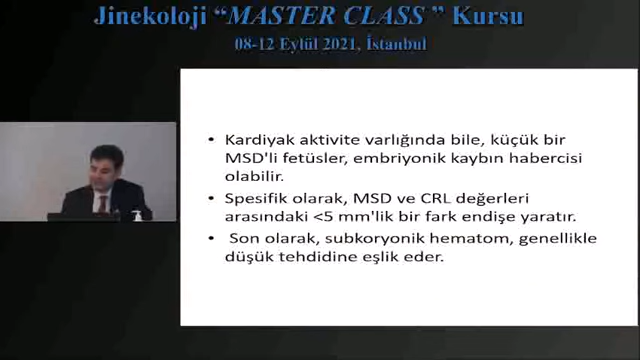 Jinekoloji “MASTER CLASS ” Kursu
08-12 Eylül 2021, İstanbul
• Kardiyak aktivite varlığında bile, küçük bir
MSD'li fetüsler, embriyonik kaybın habercisi
olabilir.
• Spesifik olarak, MSD ve CRL değerleri
arasındaki <5 mm'lik bir fark endişe yaratır.
• Son olarak, subkoryonik hematom, genellikle
düşük tehdidine eşlik eder.